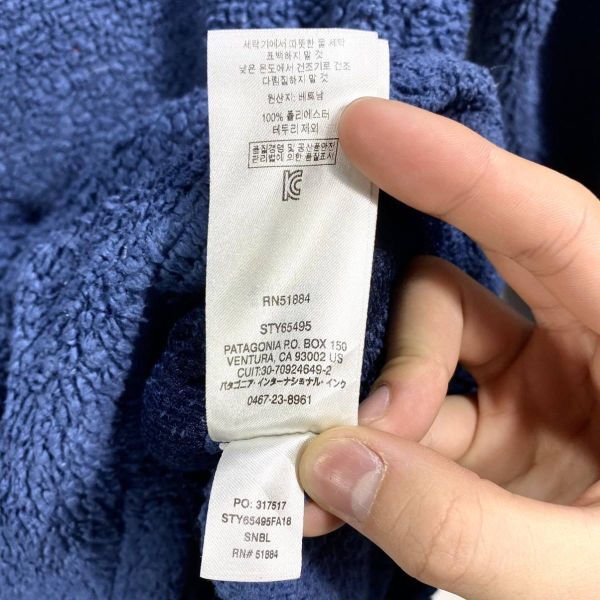 세탁기에서 따뜻한 물 세탁
표백하지 말 것
낮은 온도에서 건조기로 건조
다림질하지 말 것
원산지: 베트남
100% 폴리에스터
테두리 제외
품질경영 및 공산품안전
관리법에 의한 품질표시
KC
RN51884
STY65495
PATAGONIA P.O. BOX 150
VENTURA, CA 93002 US
CUIT:30-70924649-2
パタゴニア・インターナショナル・インク
0467-23-8961
PO: 317517
STY65495FA18
SNBL
RN# 51884